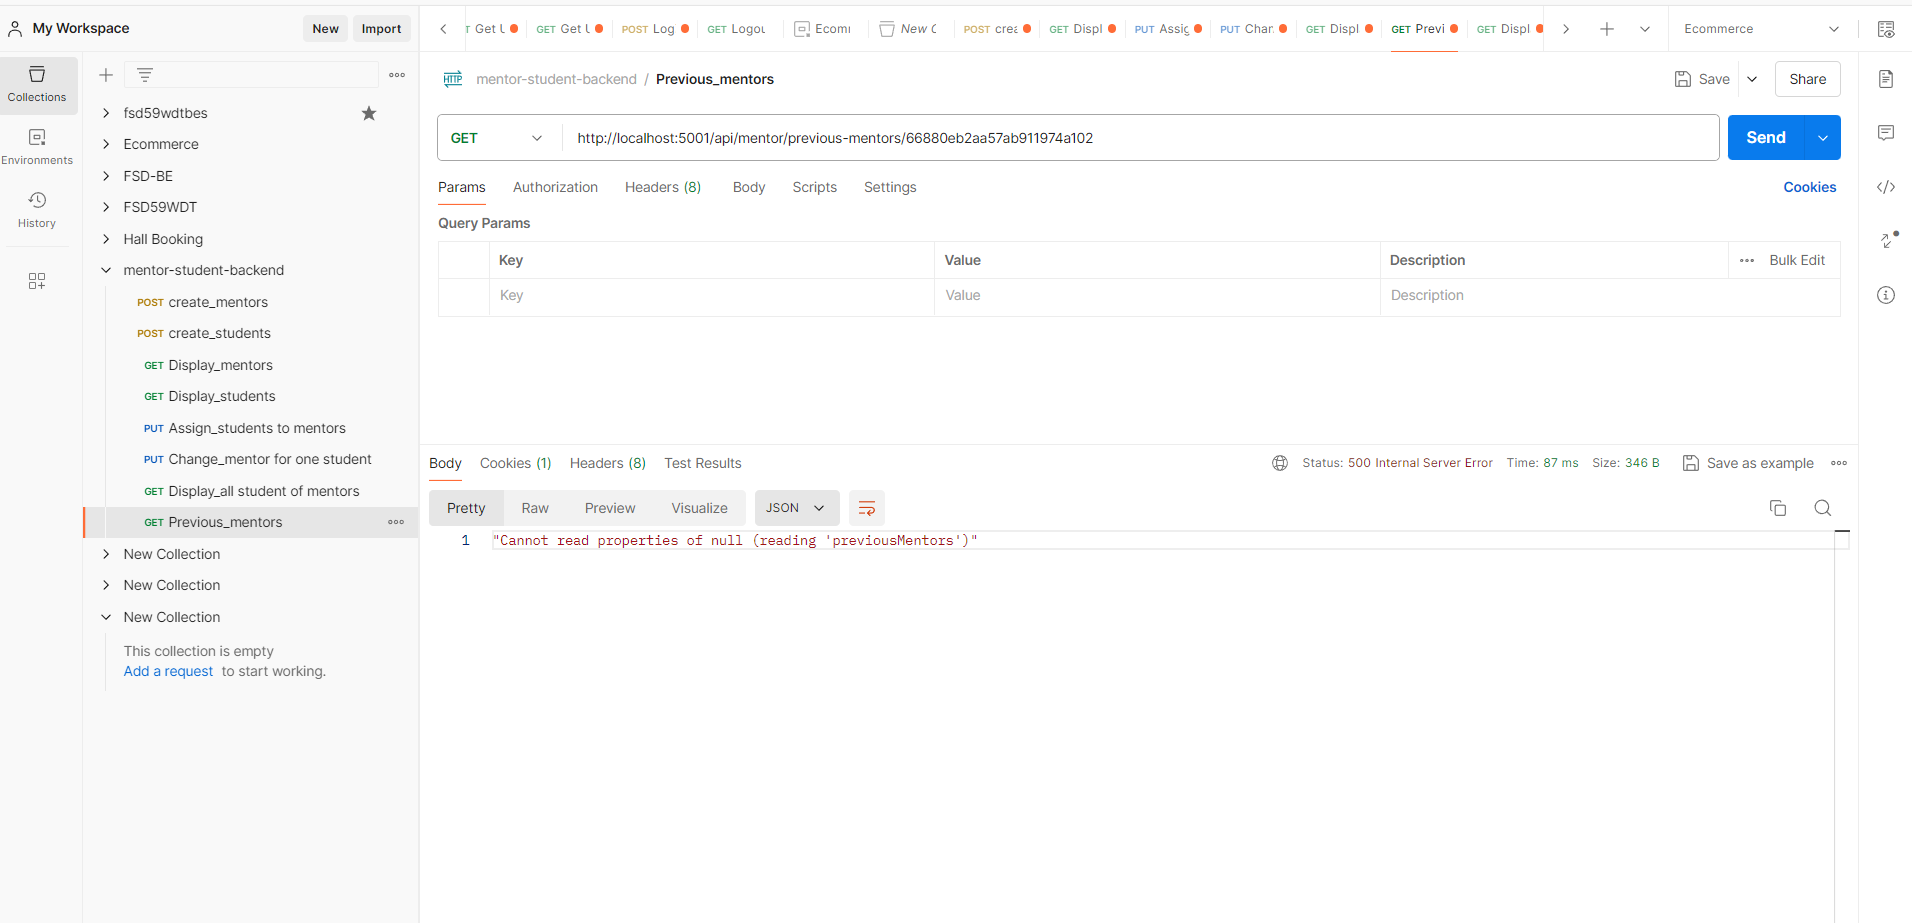 My Workspace
New
Import
Get U
GET Get U
POST Log
GET Logou
Ecomm
New C
POST crea
GET Displ
PUT Assig
PUT Chan
GET Displ
GET Previ
GET Displ
Ecommerce
Collections
Environments
History
fsd59wdtbes
Ecommerce
FSD-BE
FSD59WDT
Hall Booking
mentor-student-backend
POST create_mentors
POST create_students
GET Display_mentors
GET Display_students
PUT Assign_students to mentors
PUT Change_mentor for one student
GET Display_all student of mentors
GET Previous_mentors
New Collection
New Collection
New Collection
This collection is empty
Add a request to start working.
HTTP mentor-student-backend / Previous_mentors
Save
Share
GET http://localhost:5001/api/mentor/previous-mentors/66880eb2aa57ab911974a102
Send
Params Authorization Headers (8) Body Scripts Settings
Cookies
Query Params
Key Value Description
Bulk Edit
Key Value Description
Body Cookies (1) Headers (8) Test Results
Status: 500 Internal Server Error Time: 87 ms Size: 346 B
Save as example
Pretty Raw Preview Visualize JSON
1 "Cannot read properties of null (reading 'previousMentors')"